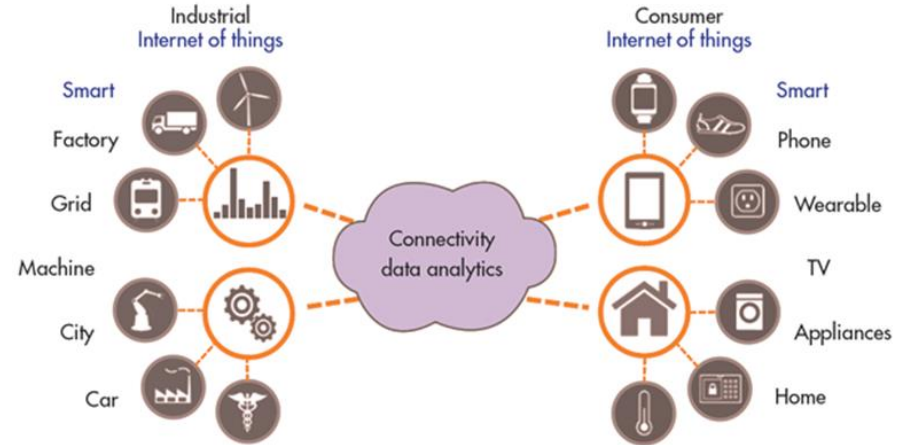 Industrial
Internet of things
Smart
Factory
Grid
Machine
City
Car
Connectivity
data analytics
Consumer
Internet of things
Smart
Phone
Wearable
TV
Appliances
Home